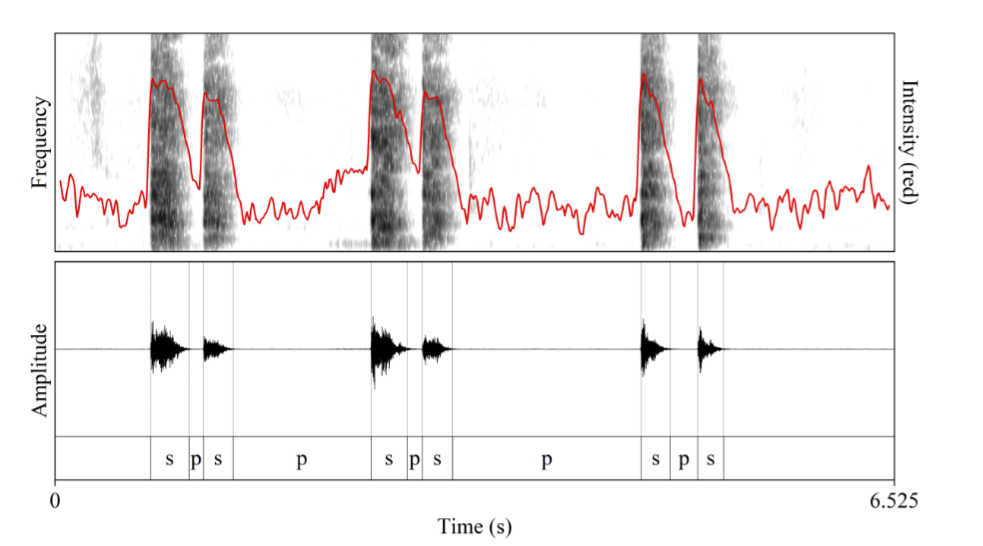 Frequency
Intensity (red)
Amplitude
s p s p s p s p s p s
0 6.525
Time (s)